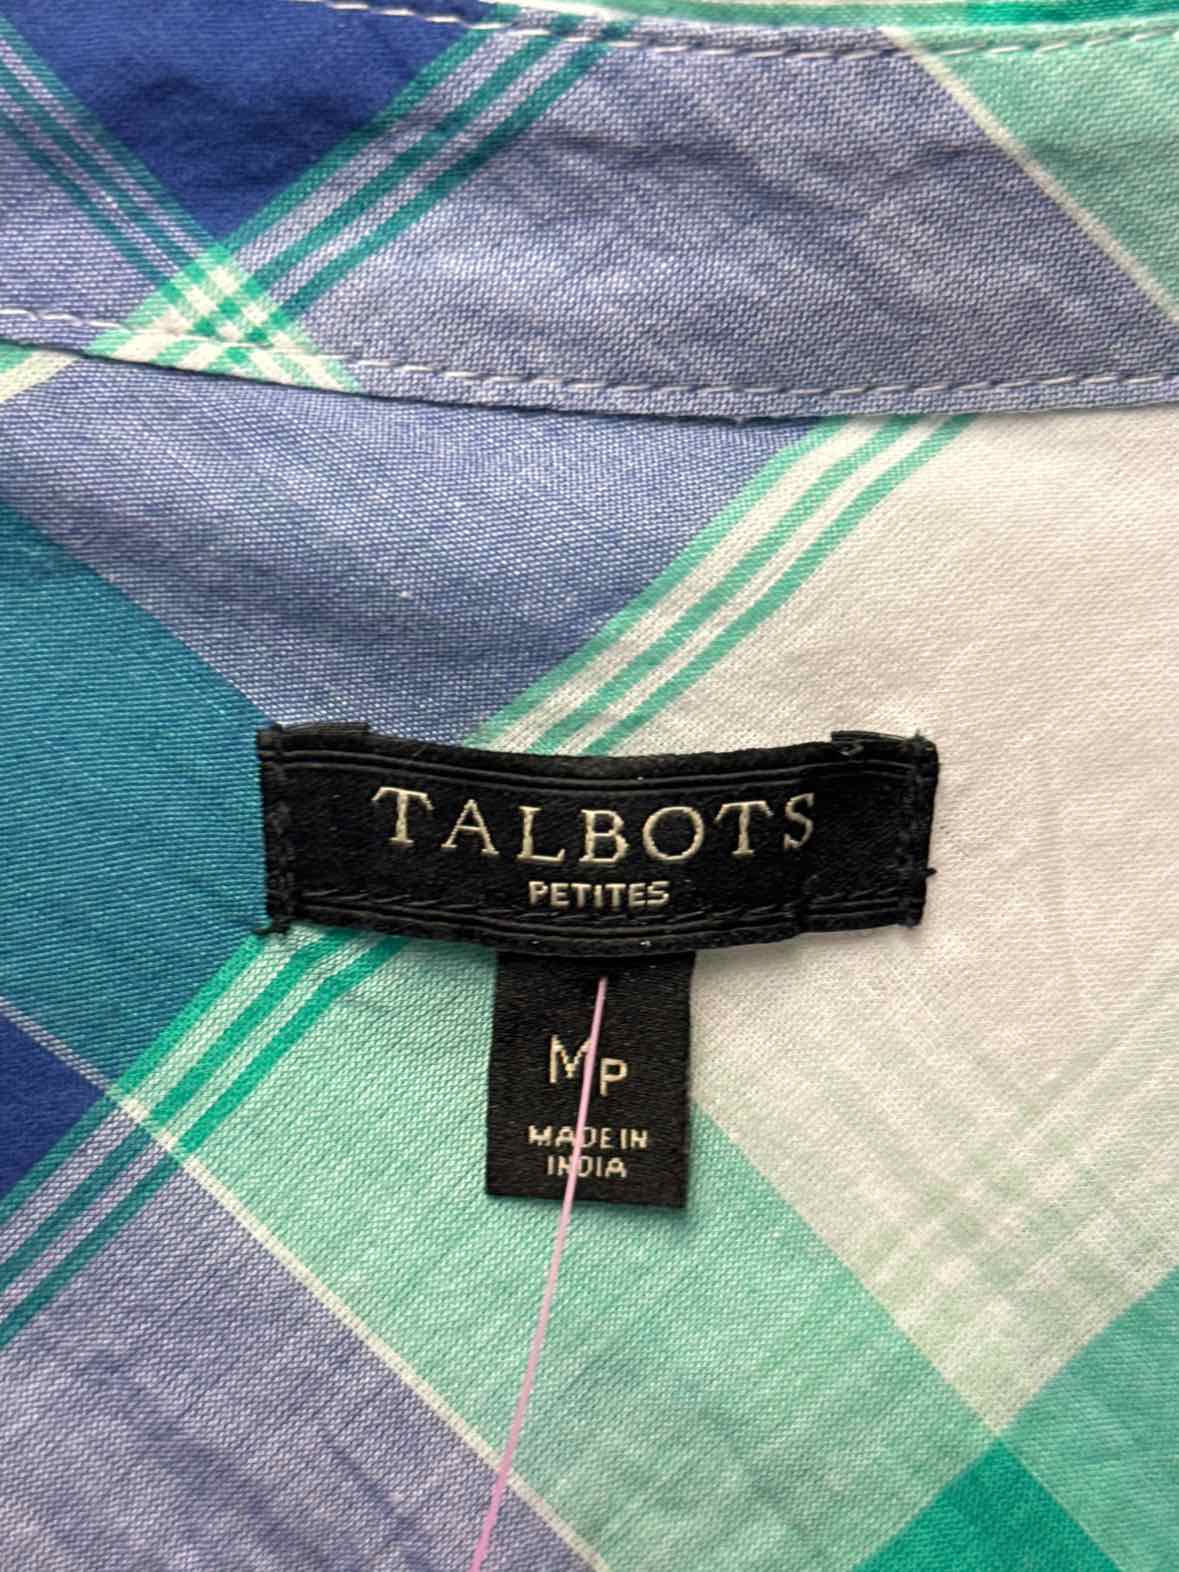 TALBOTS
PETITES
MP
MADE IN
INDIA